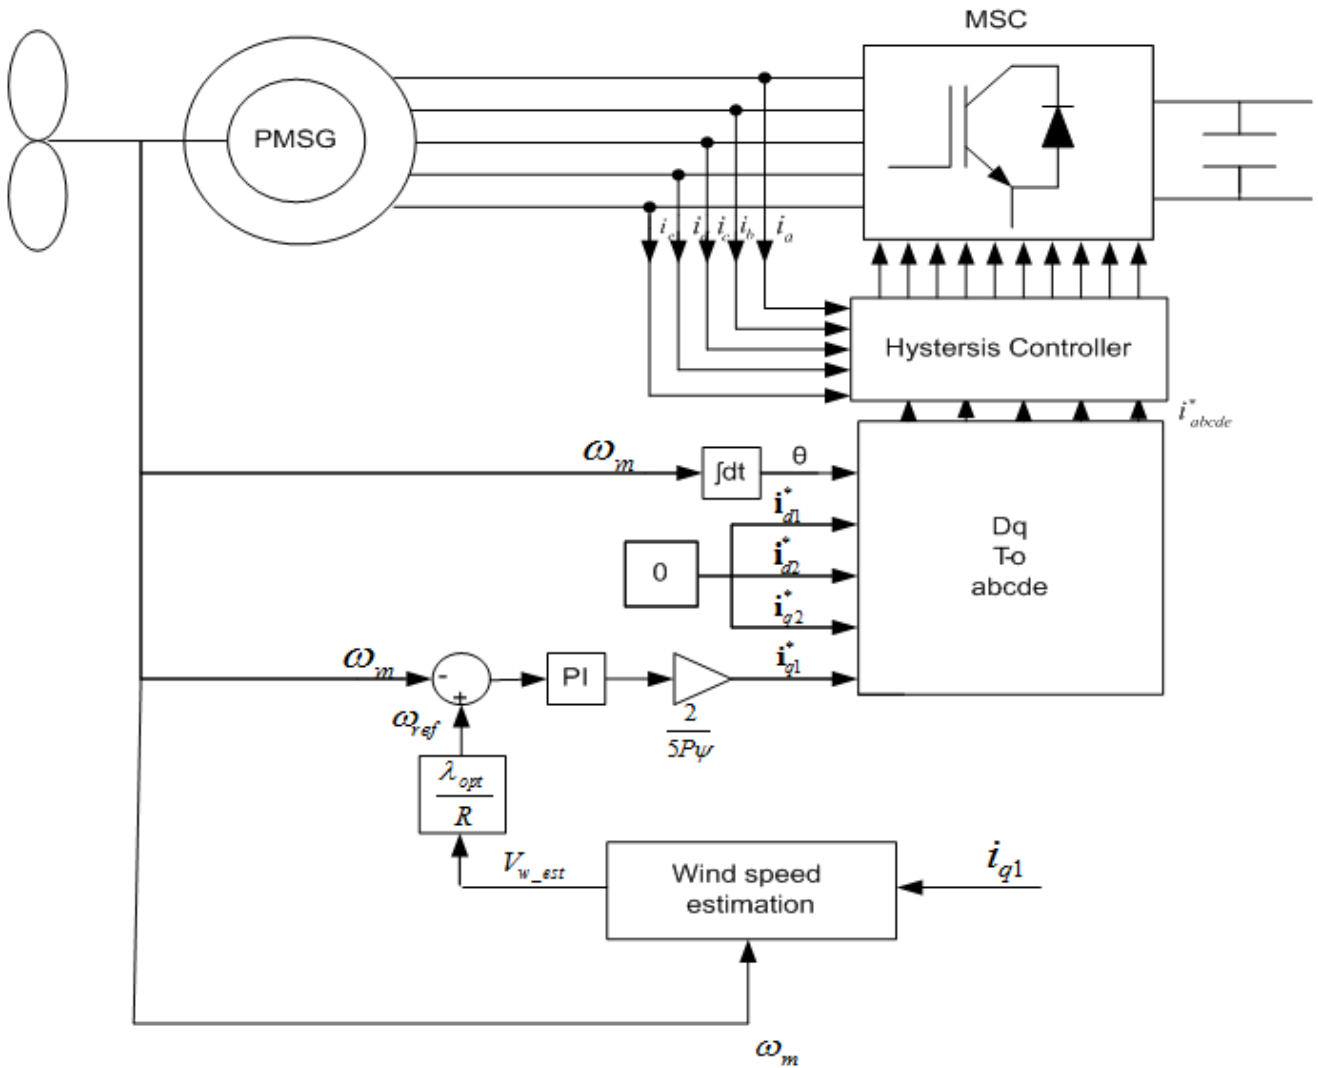 MSC
PMSG
i_e i_d i_c i_b i_a
Hystersis Controller
i*_abcde
ω_m
∫dt
θ
i*_d1
0
i*_d2
i*_q2
Dq
T-o
abcde
ω_m
-
+
PI
i*_q1
2
5Pψ
ω_ref
λ_opt
R
V_w_est
Wind speed
estimation
i_q1
ω_m